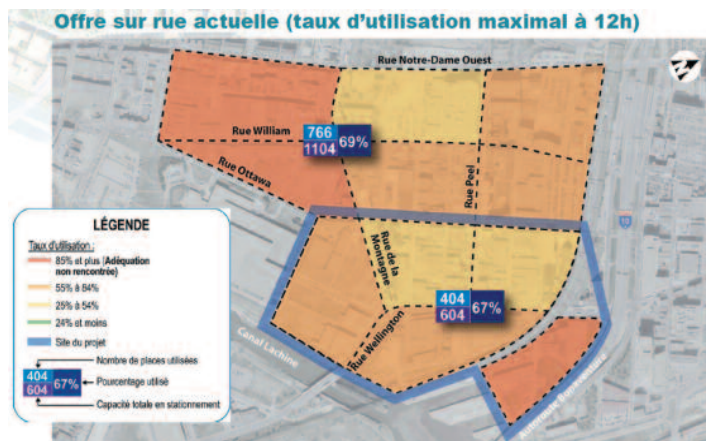 Offre sur rue actuelle (taux d'utilisation maximal à 12h)
Rue Notre-Dame Ouest
Rue William
766
1104
69%
Rue Ottawa
Rue Peel
Rue de la
Montagne
404
604
67%
Rue Wellington
Canal Lachine
Autoroute Bonaventure
LÉGENDE
Taux d'utilisation :
85% et plus (Adéquation
non rencontrée)
55% à 84%
25% à 54%
24% et moins
Site du projet
Nombre de places utilisées
404
604
67%
Pourcentage utilisé
Capacité totale en stationnement